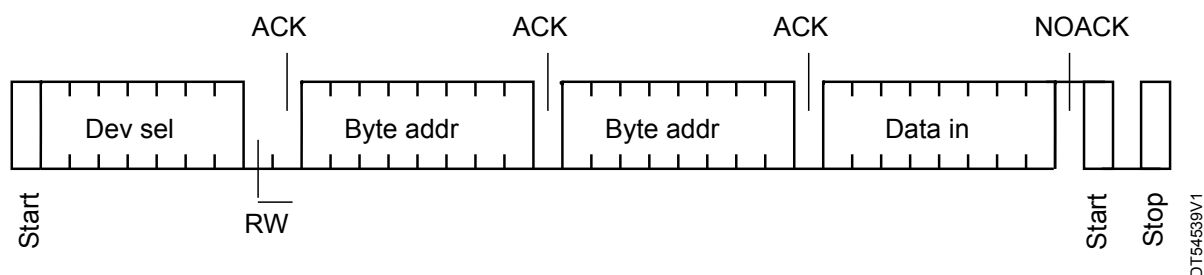 ACK ACK ACK NOACK
Dev sel Byte addr Byte addr Data in
RW
Start Start Stop
DT54539V1